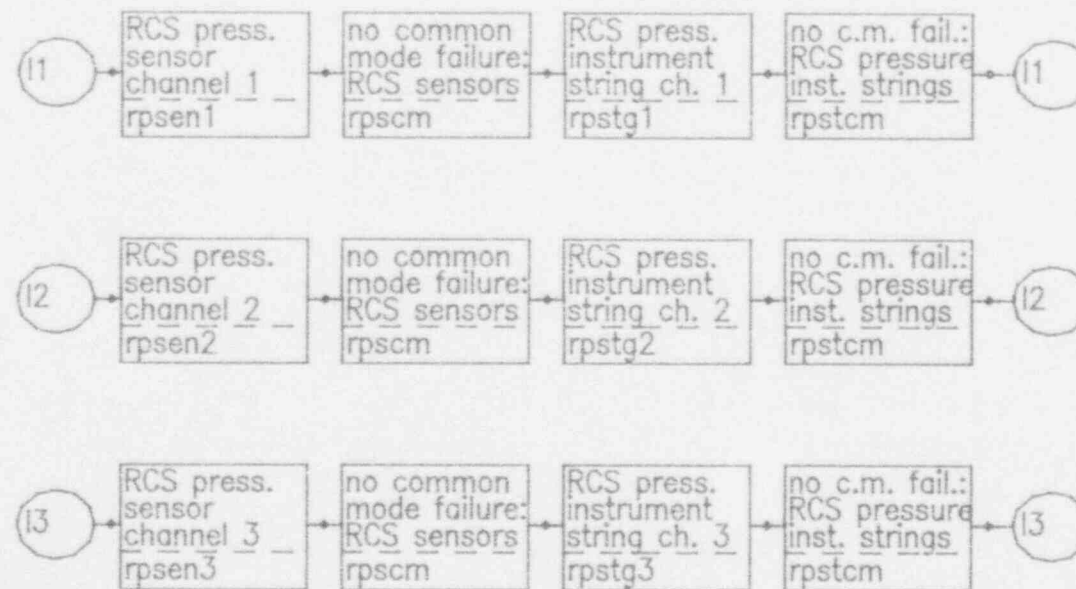 I1
RCS press.
sensor
channel 1
rpsen1
no common
mode failure:
RCS sensors
rpscm
RCS press.
instrument
string ch. 1
rpstg1
no c.m. fail.:
RCS pressure
inst. strings
rpstcm
I1
I2
RCS press.
sensor
channel 2
rpsen2
no common
mode failure:
RCS sensors
rpscm
RCS press.
instrument
string ch. 2
rpstg2
no c.m. fail.:
RCS pressure
inst. strings
rpstcm
I2
I3
RCS press.
sensor
channel 3
rpsen3
no common
mode failure:
RCS sensors
rpscm
RCS press.
instrument
string ch. 3
rpstg3
no c.m. fail.:
RCS pressure
inst. strings
rpstcm
I3